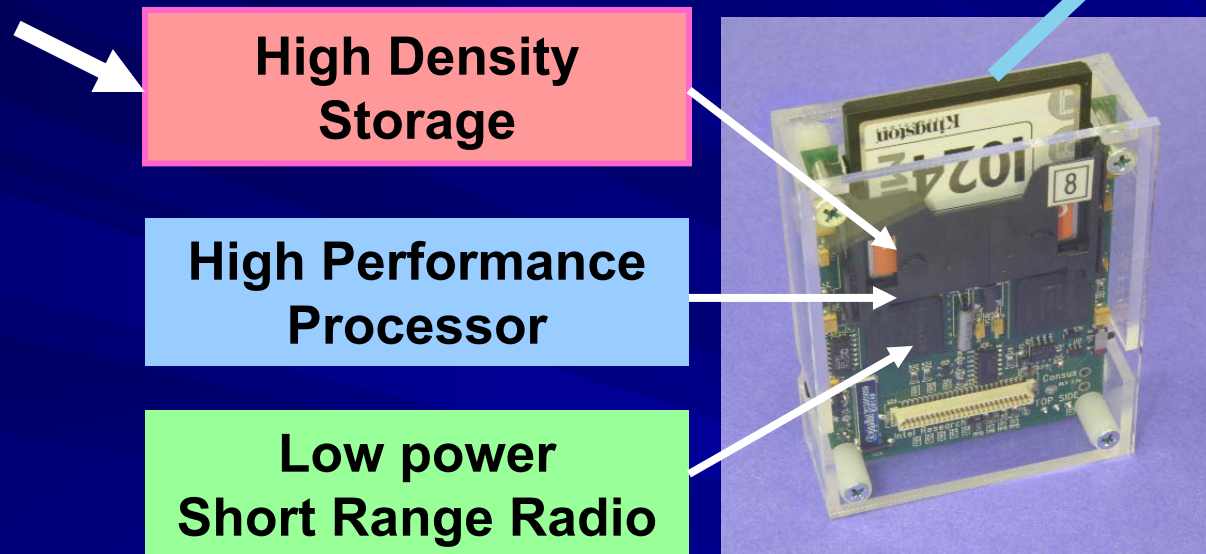 High Density
Storage
High Performance
Processor
Low power
Short Range Radio
Kingston
1024
8
Consus
TOP SIDE
Intel Research